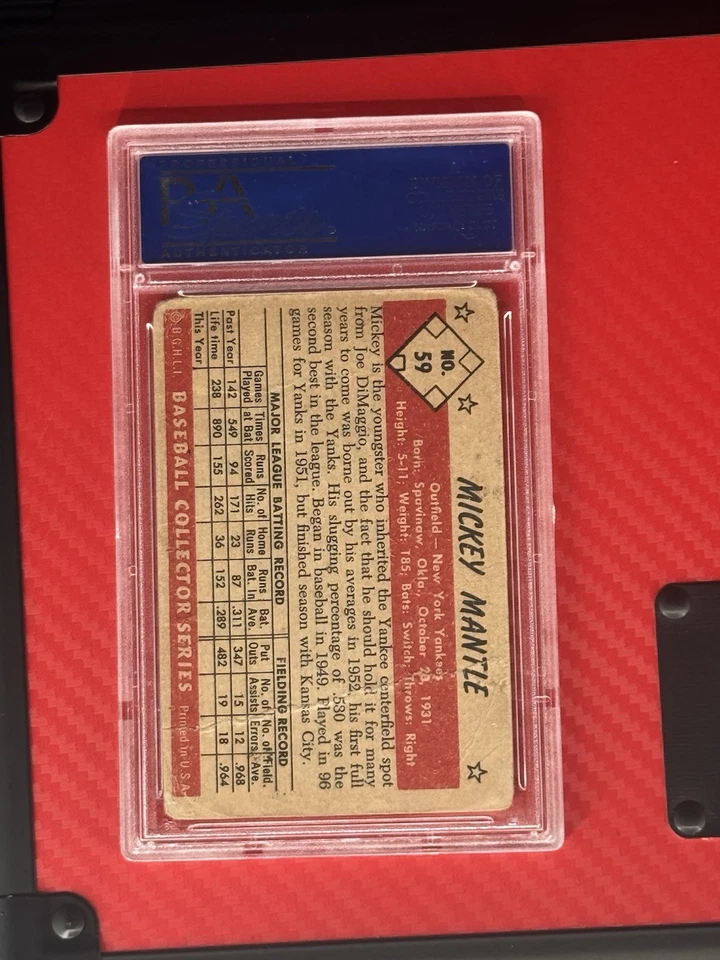 PROFESSIONAL
PSA
AUTHENTICATOR
NO.
59
MICKEY MANTLE
Outfield — New York Yankees
Born: Spavinaw, Okla., October 20, 1931
Height: 5-11; Weight: 185; Bats: Switch; Throws: Right
Mickey is the youngster who inherited the Yankee centerfield spot
from Joe DiMaggio, and the fact that he should hold it for many
years to come was borne out by his averages in 1952, his first full
season with the Yanks. His slugging percentage of .530 was the
second best in the league. Began in baseball in 1949. Played in 96
games for Yanks in 1951, but finished season with Kansas City.
MAJOR LEAGUE BATTING RECORD FIELDING RECORD
Games Times Runs No. of Home Runs Bat. Put No. of No. of Field.
Played at Bat Scored Hits Runs Bat. In Ave. Outs Assists Errors Ave.
Past Year 142 549 94 171 23 87 .311 347 15 12 .968
Life time 238 890 155 262 36 152 .289 482 19 18 .964
This Year
© B.G.H.L.I. BASEBALL COLLECTOR SERIES Printed in U.S.A.